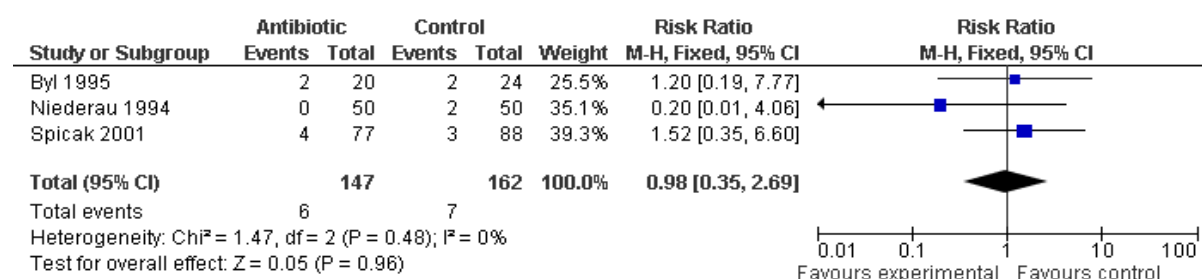 Antibiotic Control Risk Ratio Risk Ratio
Study or Subgroup Events Total Events Total Weight M-H, Fixed, 95% CI M-H, Fixed, 95% CI
Byl 1995 2 20 2 24 25.5% 1.20 [0.19, 7.77]
Niederau 1994 0 50 2 50 35.1% 0.20 [0.01, 4.06]
Spicak 2001 4 77 3 88 39.3% 1.52 [0.35, 6.60]
Total (95% CI) 147 162 100.0% 0.98 [0.35, 2.69]
Total events 6 7
Heterogeneity: Chi² = 1.47, df = 2 (P = 0.48); I² = 0%
Test for overall effect: Z = 0.05 (P = 0.96)
0.01 0.1 1 10 100
Favours experimental Favours control